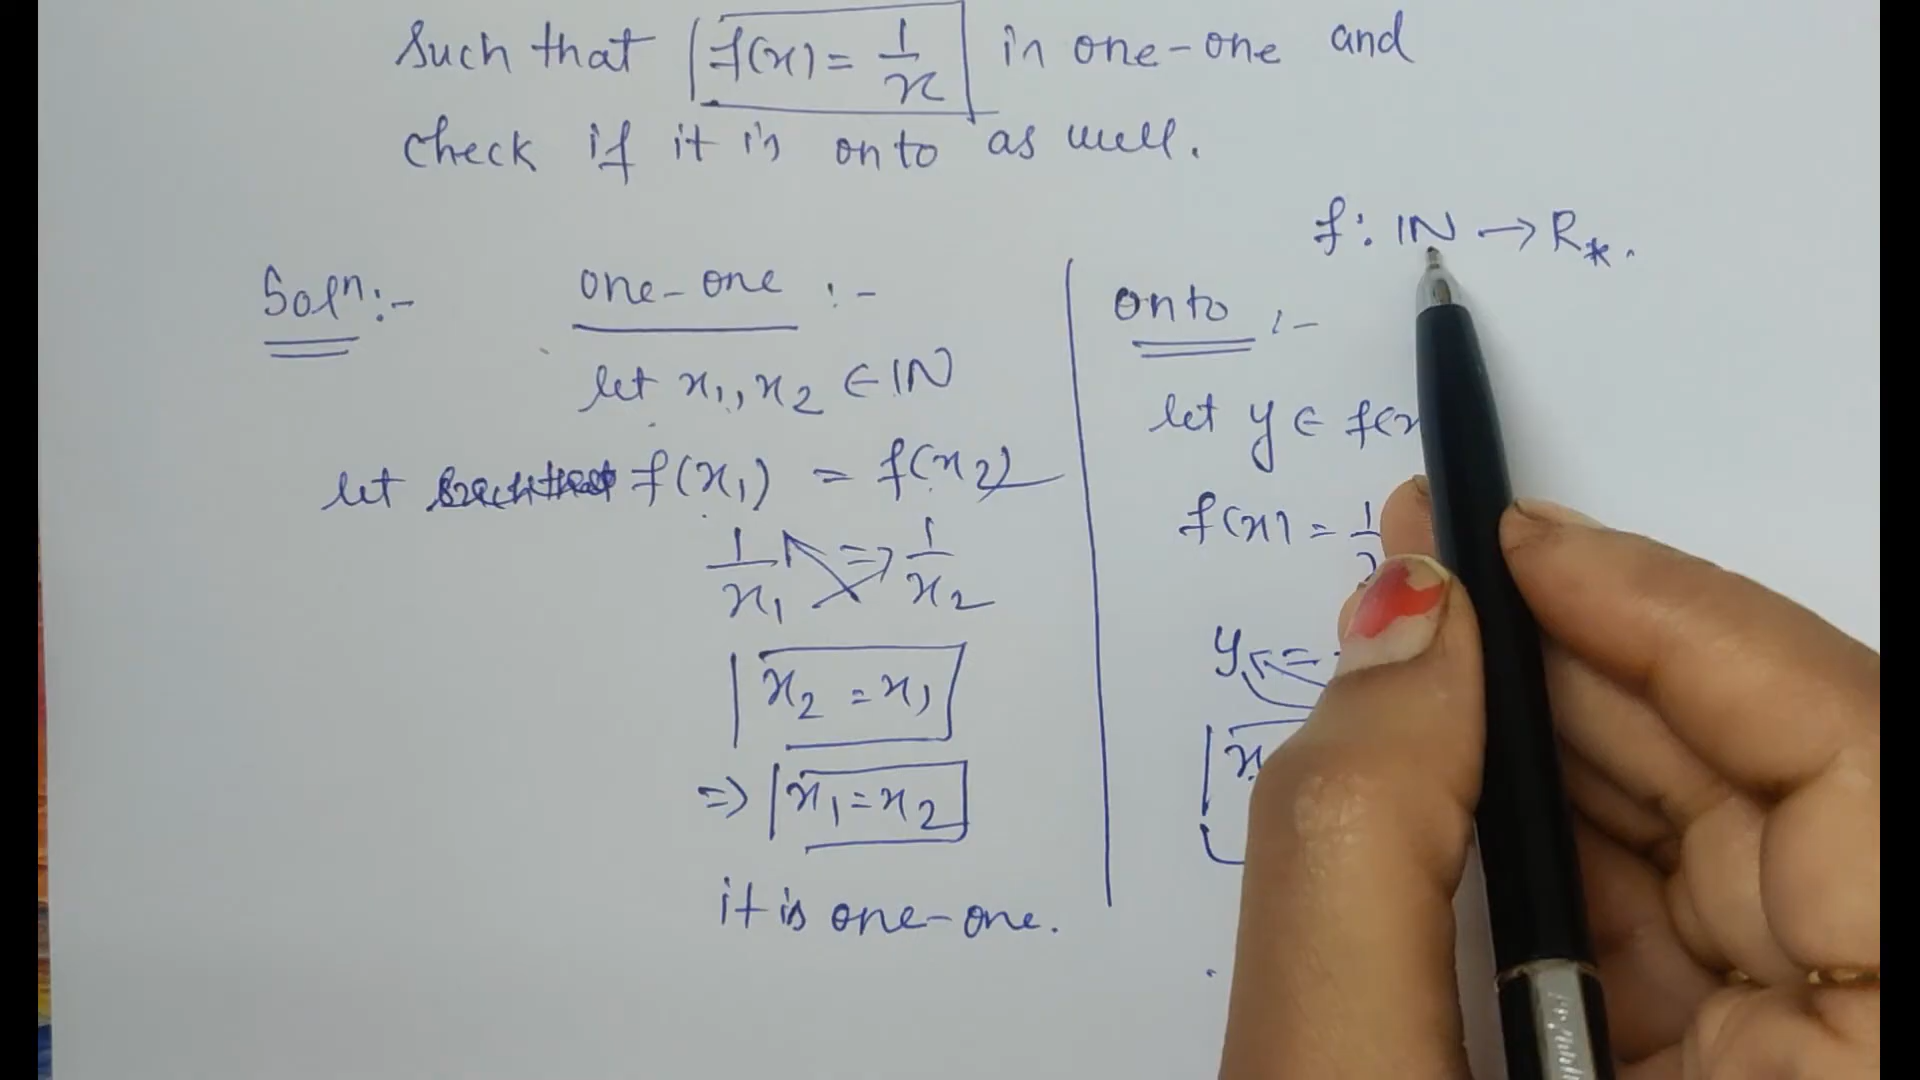 Such that f(x) = 1/x is one-one and
check if it is onto as well.
f: IN → R*.
Solⁿ:-
one-one :-
let x₁, x₂ ∈ IN
let f(x₁) = f(x₂)
1/x₁ = 1/x₂
x₂ = x₁
⇒ x₁ = x₂
it is one-one.
onto :-
let y ∈ f(x
f(x) = 1/
y =
x